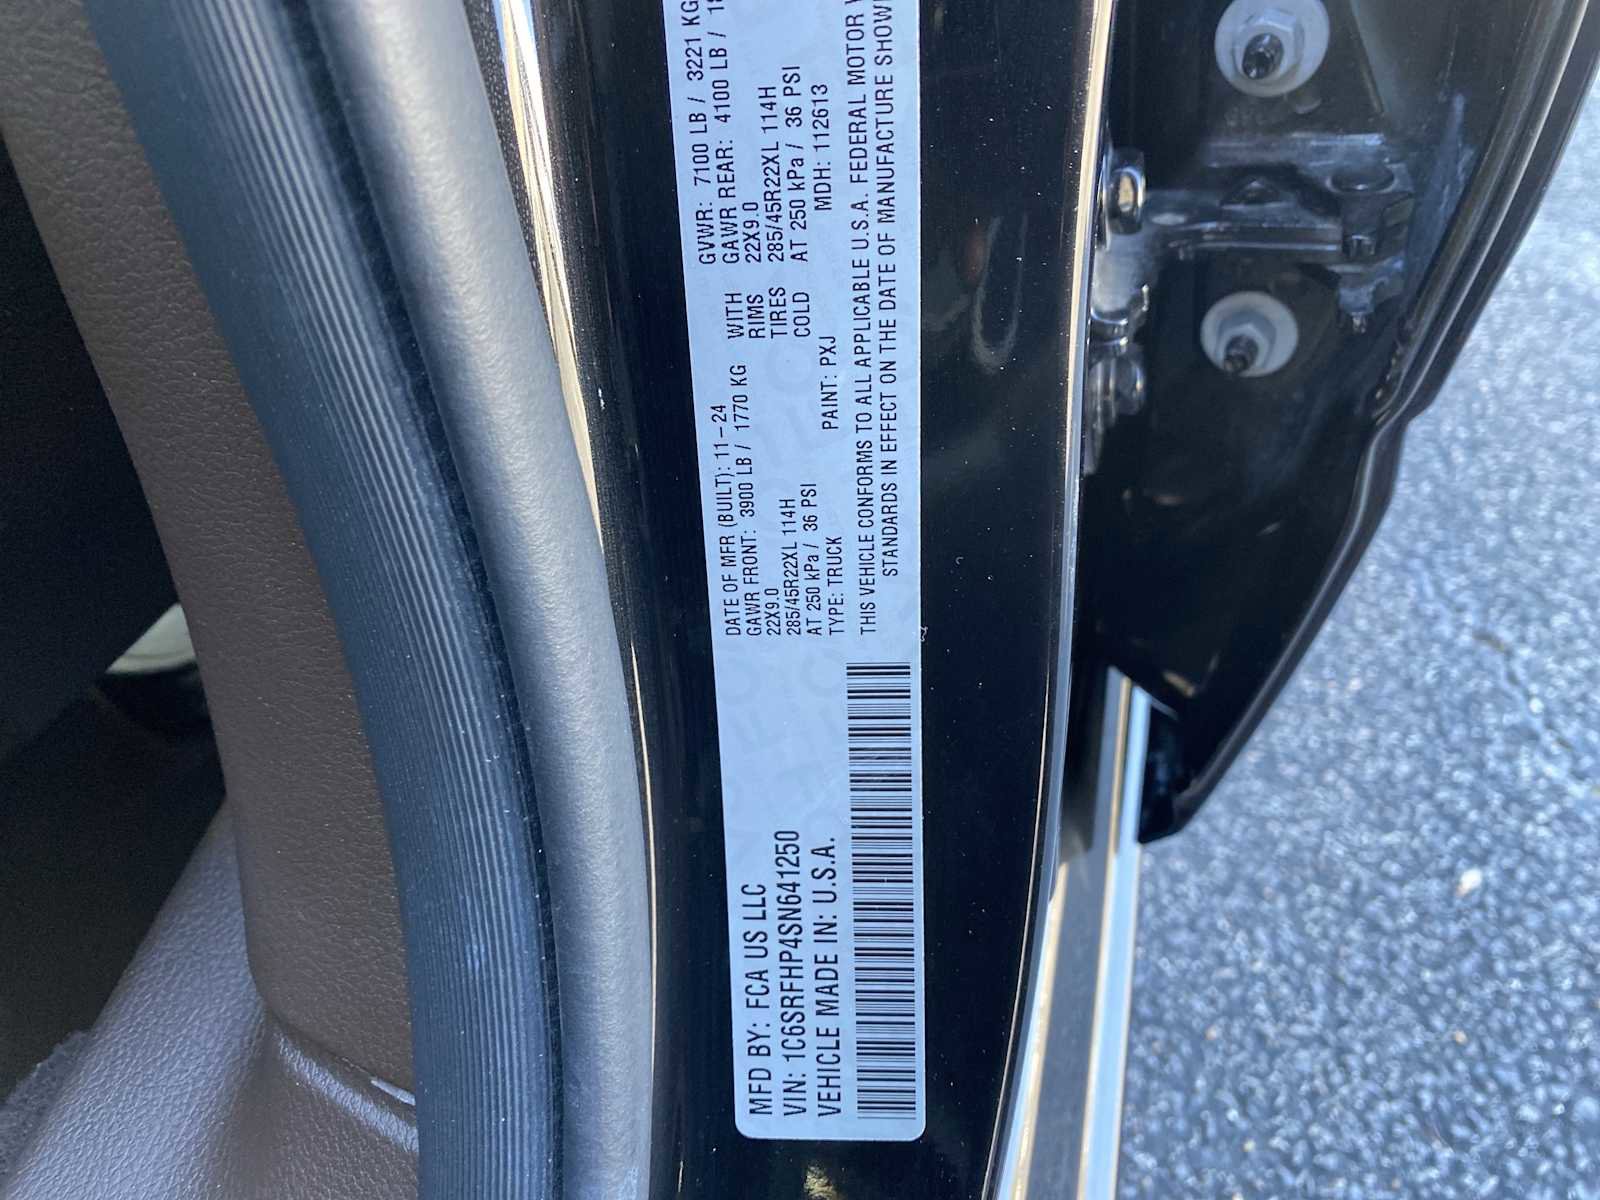 MFD BY: FCA US LLC
VIN: 1C6SRFHP4SN641250
VEHICLE MADE IN: U.S.A.
DATE OF MFR (BUILT): 11-24
GAWR FRONT: 3900 LB / 1770 KG
22X9.0
285/45R22XL 114H
AT 250 kPa / 36 PSI
TYPE: TRUCK
WITH
RIMS
TIRES
COLD
PAINT: PXJ
GVWR: 7100 LB / 3221 KG
GAWR REAR: 4100 LB /
22X9.0
285/45R22XL 114H
AT 250 kPa / 36 PSI
MDH: 112613
THIS VEHICLE CONFORMS TO ALL APPLICABLE U.S.A. FEDERAL MOTOR
STANDARDS IN EFFECT ON THE DATE OF MANUFACTURE SHOW